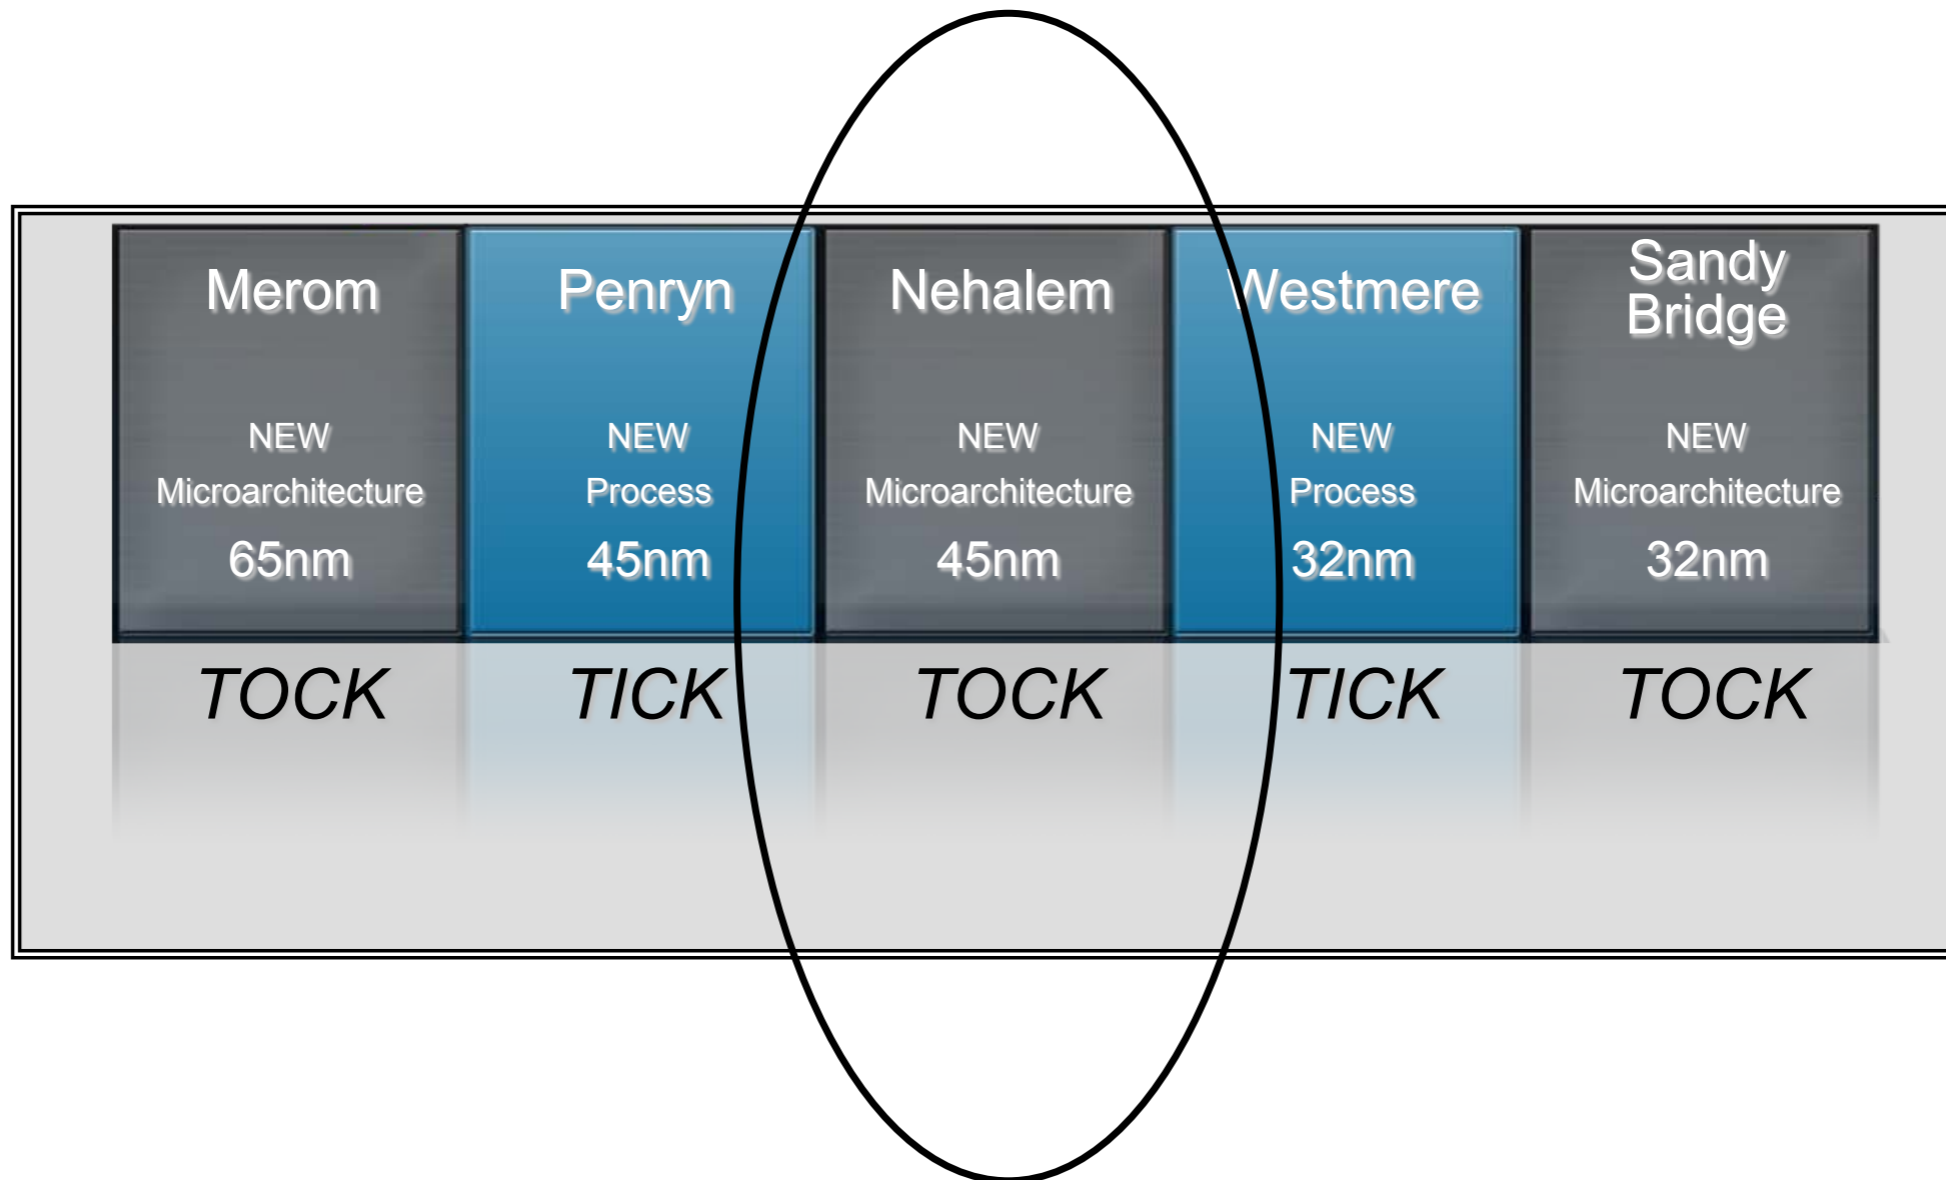 Merom
NEW
Microarchitecture
65nm
TOCK
Penryn
NEW
Process
45nm
TICK
Nehalem
NEW
Microarchitecture
45nm
TOCK
Westmere
NEW
Process
32nm
TICK
Sandy
Bridge
NEW
Microarchitecture
32nm
TOCK